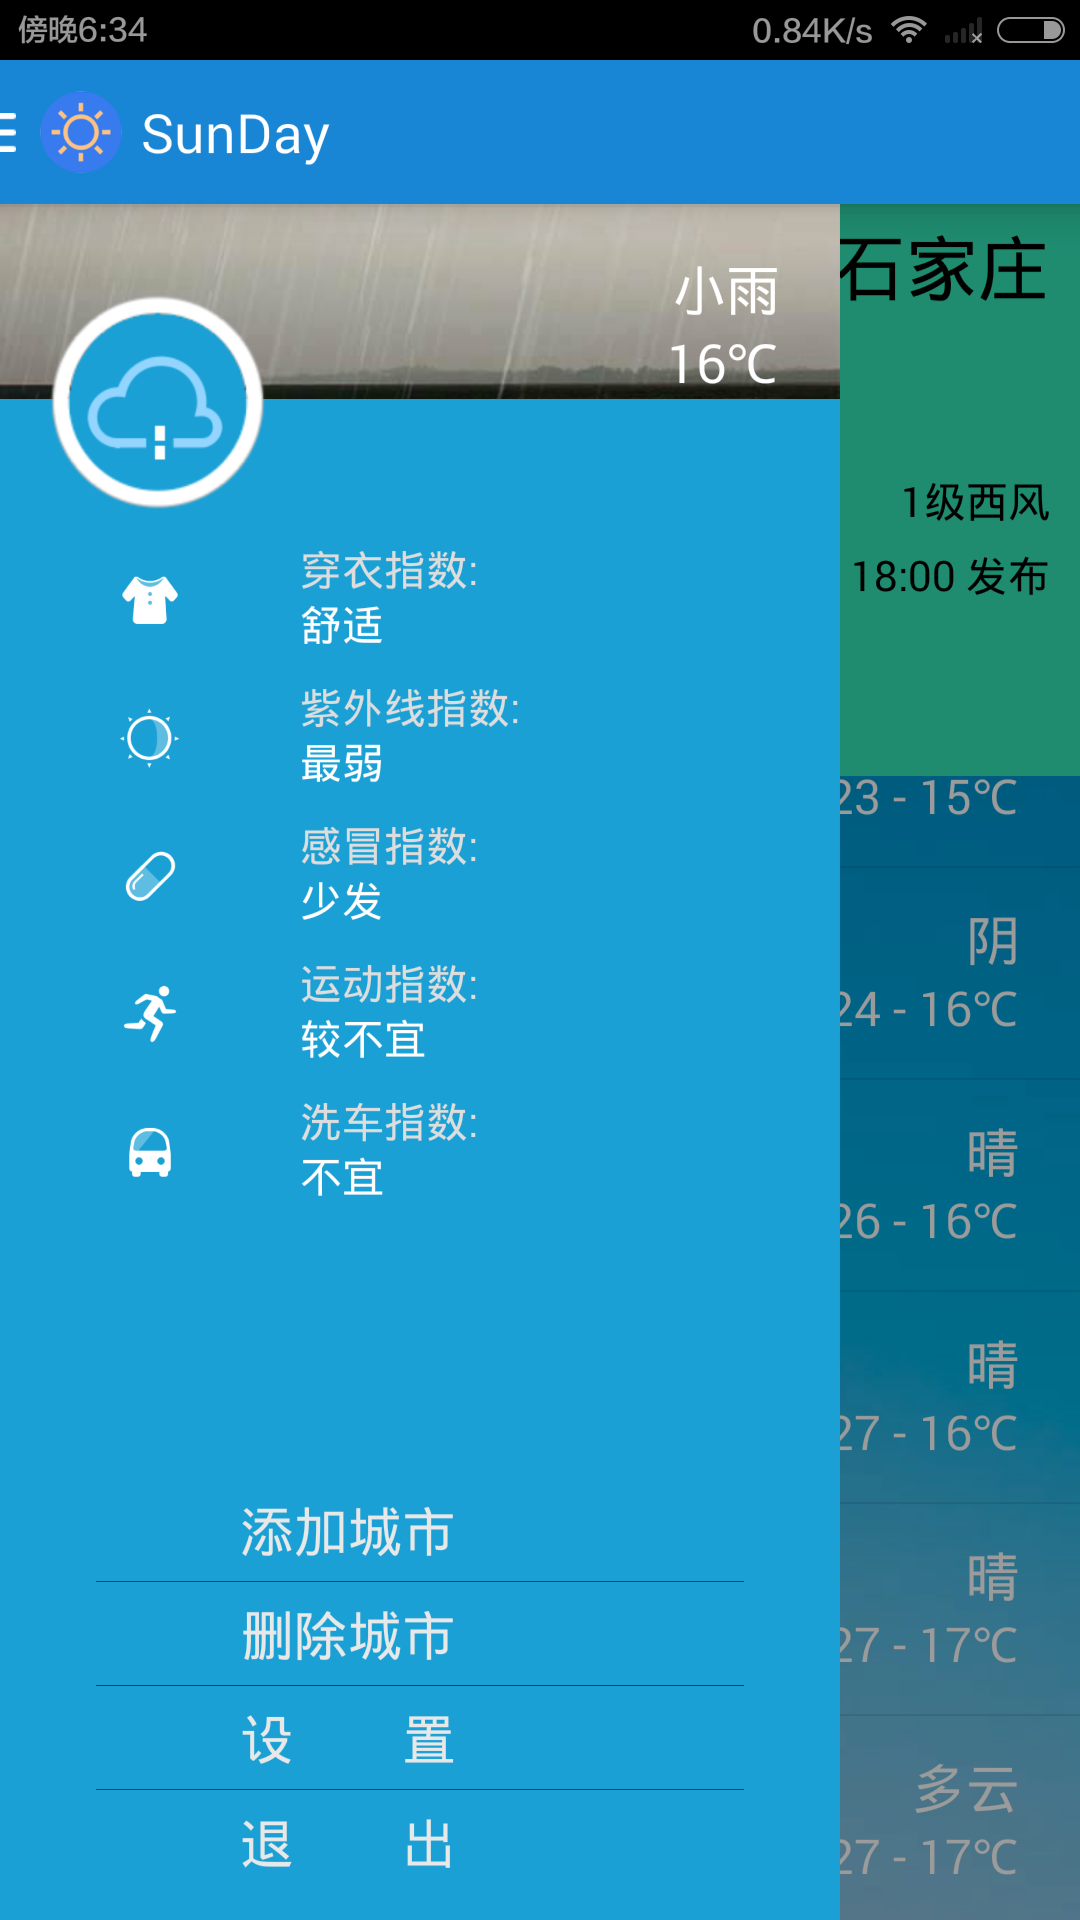 傍晚6:34
0.84K/s
SunDay
小雨
16℃
穿衣指数:
舒适
紫外线指数:
最弱
感冒指数:
少发
运动指数:
较不宜
洗车指数:
不宜
添加城市
删除城市
设 置
退 出
石家庄
1级西风
18:00 发布
23 - 15℃
阴
24 - 16℃
晴
26 - 16℃
晴
27 - 16℃
晴
27 - 17℃
多云
27 - 17℃